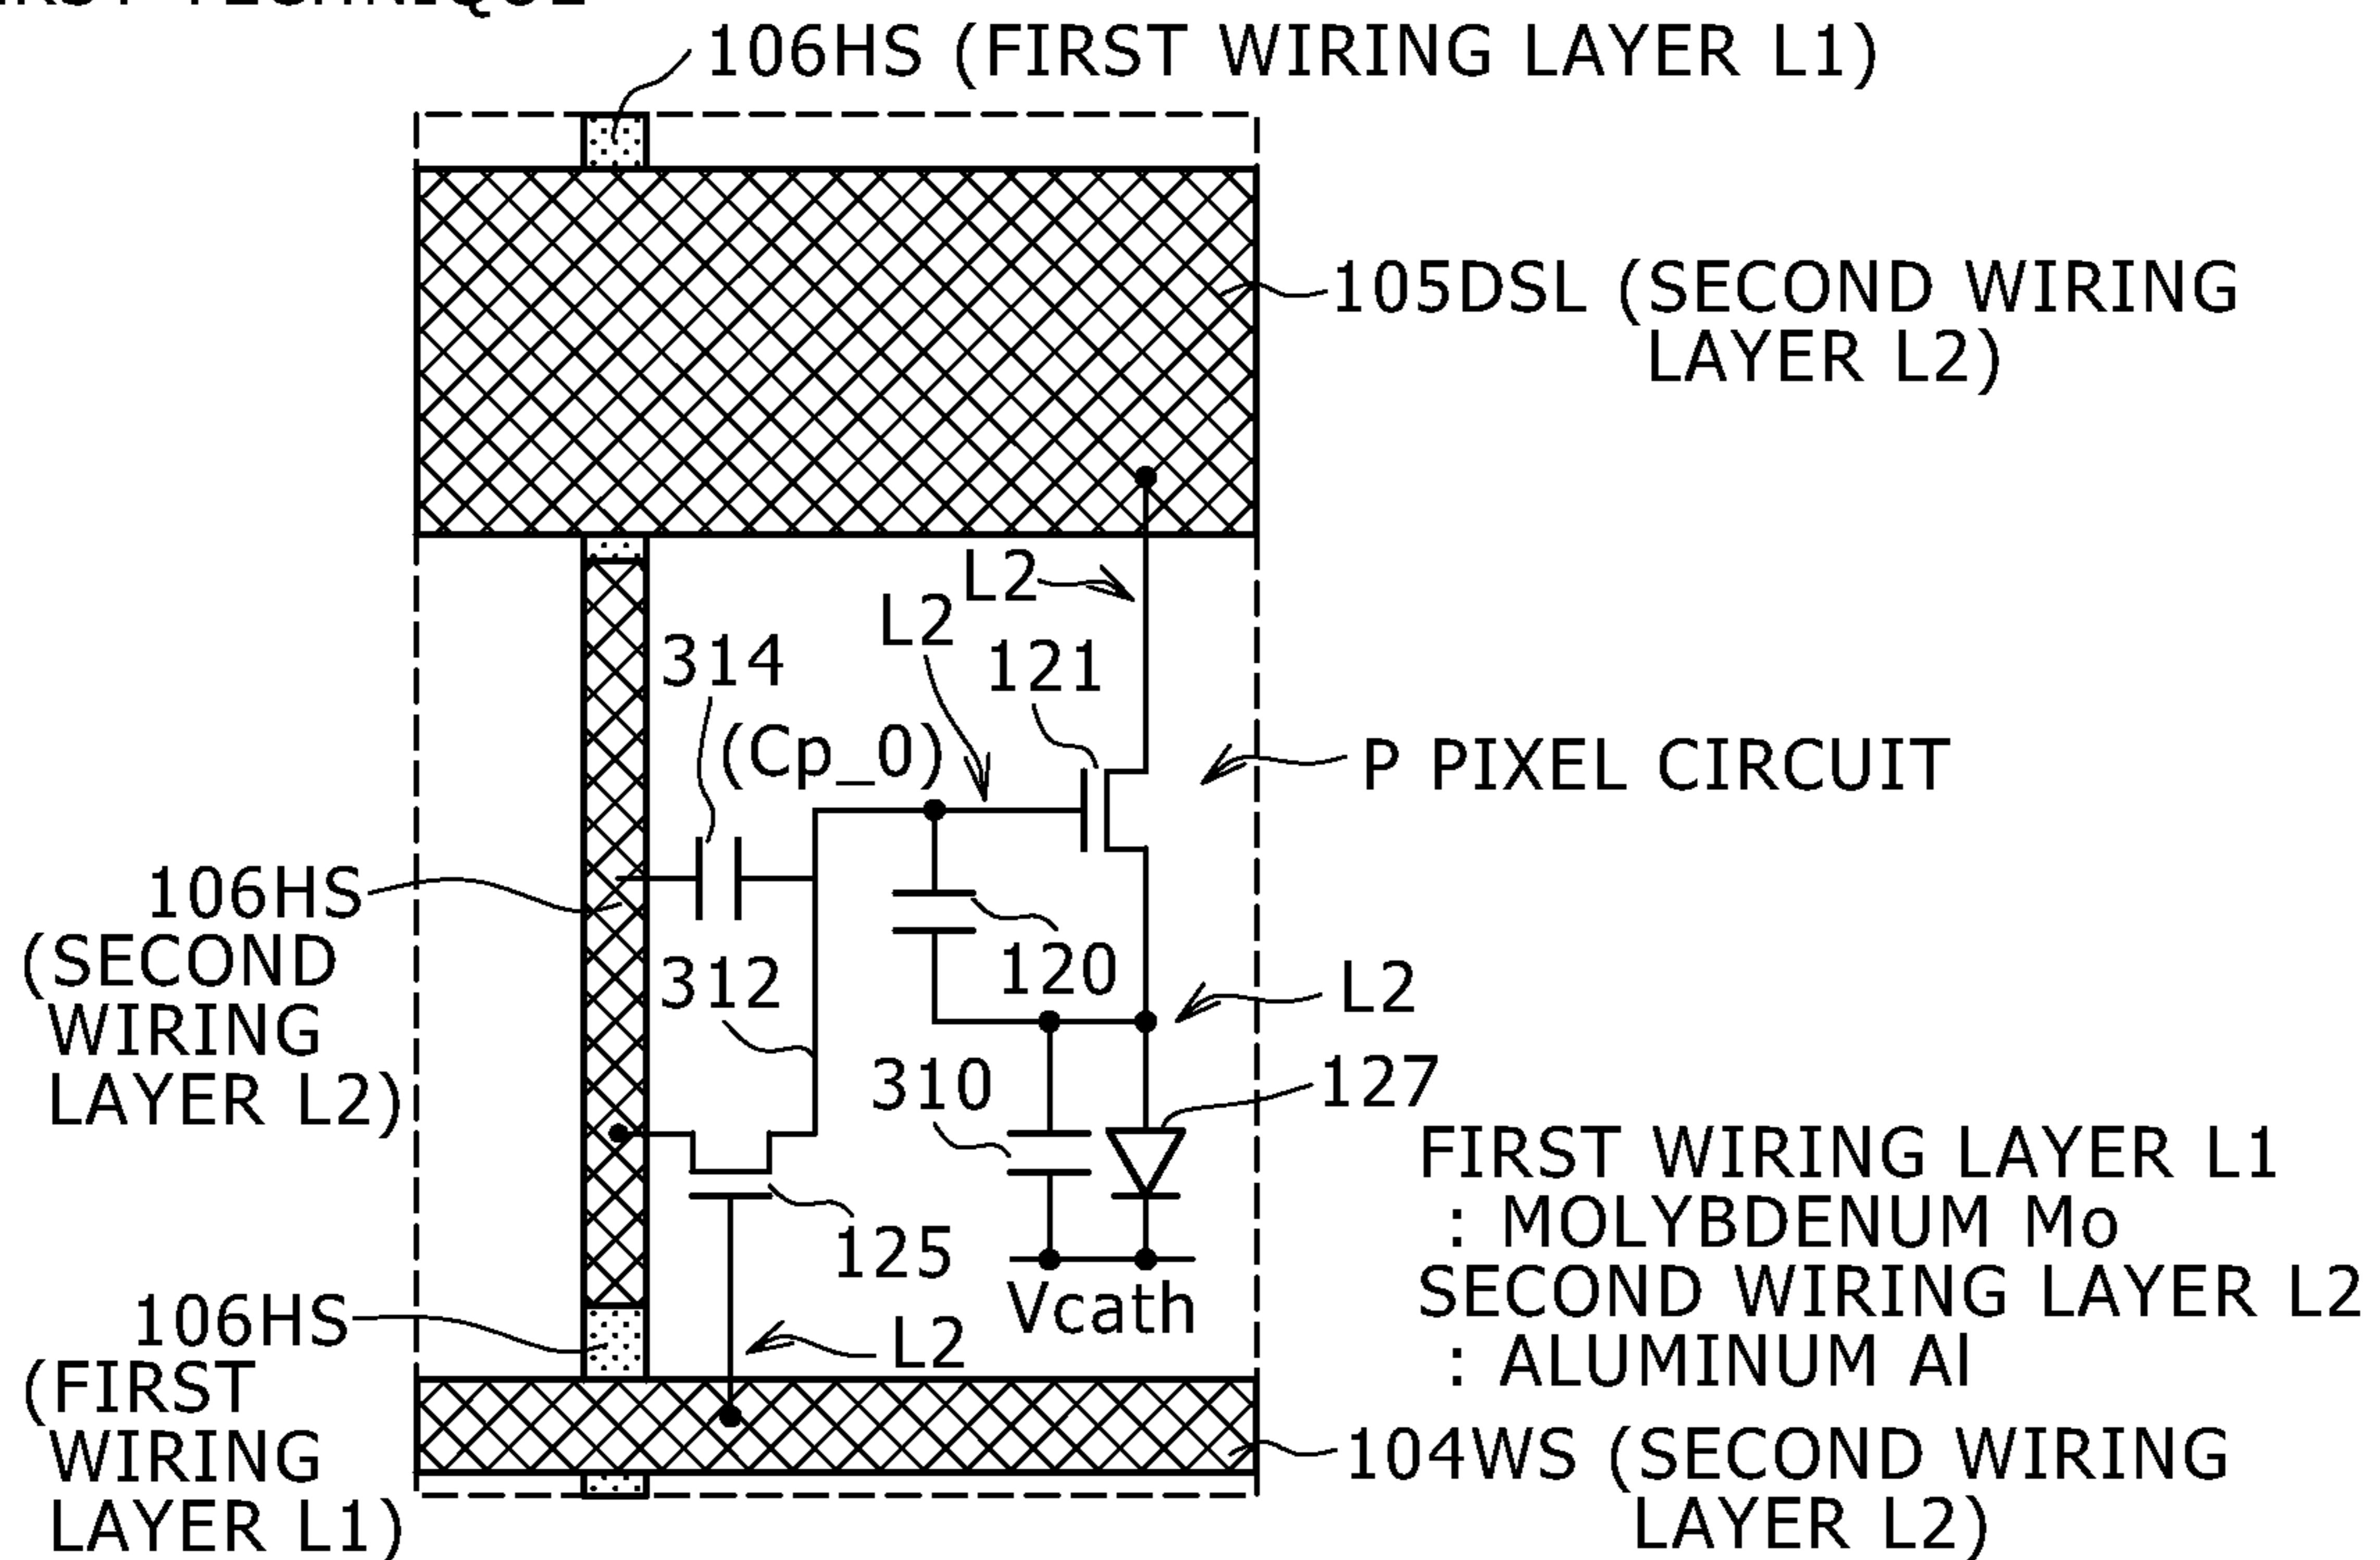 106HS (FIRST WIRING LAYER L1)
105DSL (SECOND WIRING
LAYER L2)
L2
L2
314
121
(Cp_0)
P PIXEL CIRCUIT
106HS
(SECOND
WIRING
LAYER L2)
312
120
L2
310
127
FIRST WIRING LAYER L1
: MOLYBDENUM Mo
SECOND WIRING LAYER L2
: ALUMINUM Al
125
Vcath
106HS
(FIRST
WIRING
LAYER L1)
L2
104WS (SECOND WIRING
LAYER L2)